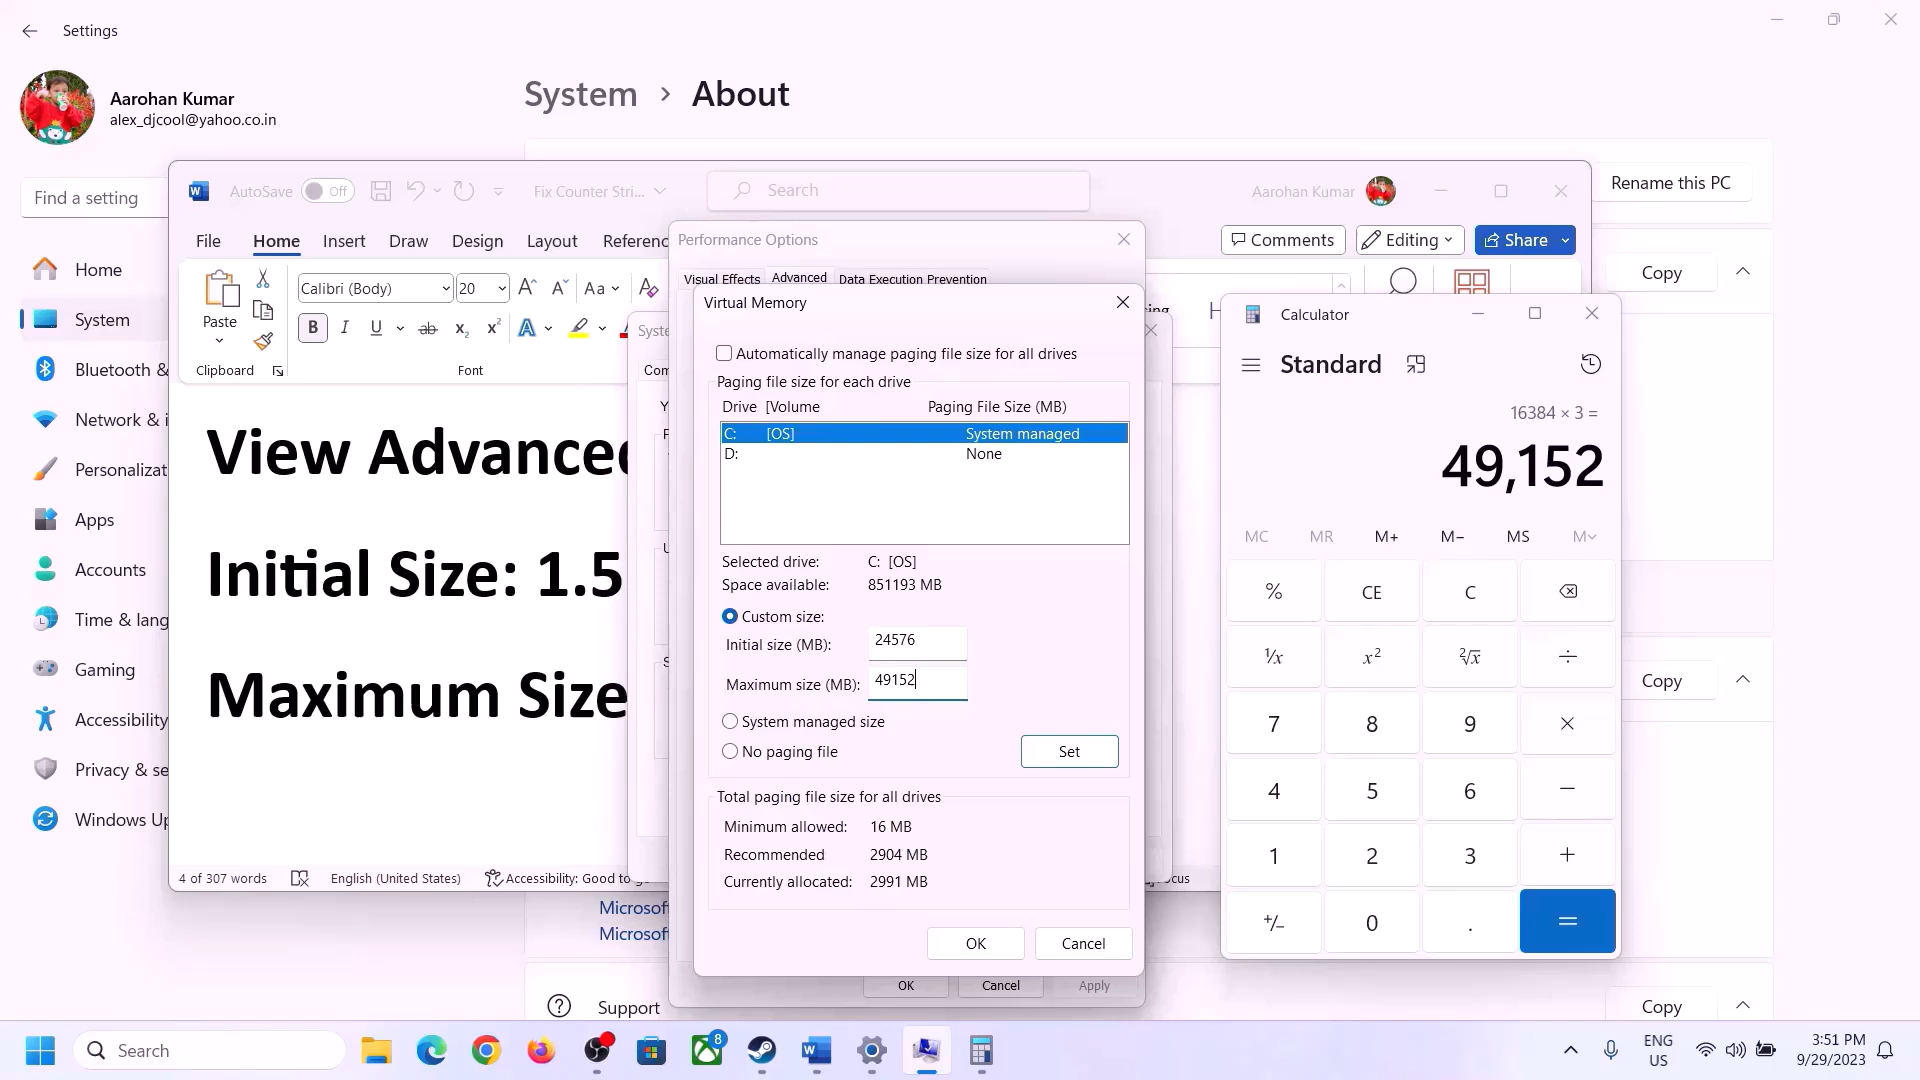 Settings
Aarohan Kumar
alex_djcool@yahoo.co.in
System > About
Find a setting
Home
System
Bluetooth &
Network & i
Personalizat
Apps
Accounts
Time & lang
Gaming
Accessibility
Privacy & se
Windows Up
Rename this PC
Copy
Copy
Copy
Support
AutoSave Off
Fix Counter Stri...
Search
Aarohan Kumar
File Home Insert Draw Design Layout Referenc
Comments Editing Share
Paste
Calibri (Body) 20
Clipboard Font
View Advanced
Initial Size: 1.5
Maximum Size
4 of 307 words English (United States) Accessibility: Good to
Microsof
Microsof
Performance Options
Visual Effects Advanced Data Execution Prevention
OK Cancel Apply
Virtual Memory
Automatically manage paging file size for all drives
Paging file size for each drive
Drive [Volume Paging File Size (MB)
C: [OS] System managed
D: None
Selected drive: C: [OS]
Space available: 851193 MB
Custom size:
Initial size (MB): 24576
Maximum size (MB): 49152
System managed size
No paging file Set
Total paging file size for all drives
Minimum allowed: 16 MB
Recommended 2904 MB
Currently allocated: 2991 MB
OK Cancel
Calculator
Standard
16384 × 3 =
49,152
MC MR M+ M− MS M
% CE C
¹/x x² ²√x ÷
7 8 9 ×
4 5 6 −
1 2 3 +
+/− 0 . =
Search
8
ENG
US
3:51 PM
9/29/2023